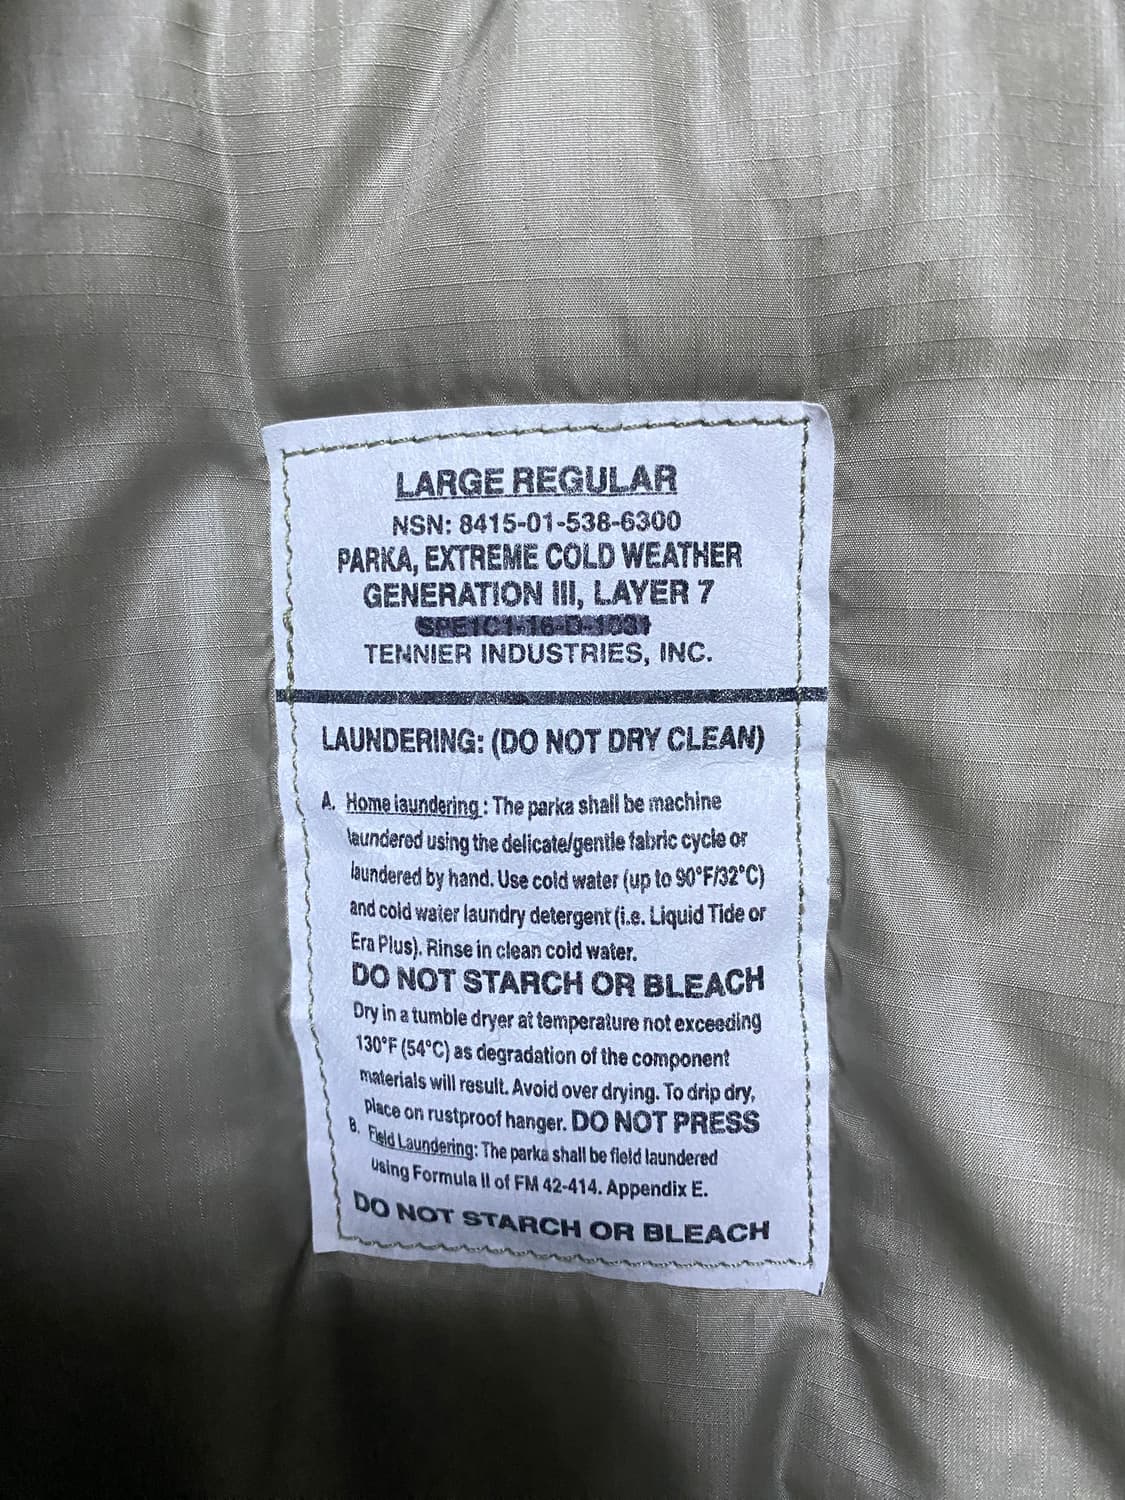 LARGE REGULAR
NSN: 8415-01-538-6300
PARKA, EXTREME COLD WEATHER
GENERATION III, LAYER 7
SPE1C1-16-D-1031
TENNIER INDUSTRIES, INC.
LAUNDERING: (DO NOT DRY CLEAN)
A. Home laundering : The parka shall be machine
laundered using the delicate/gentle fabric cycle or
laundered by hand. Use cold water (up to 90°F/32°C)
and cold water laundry detergent (i.e. Liquid Tide or
Era Plus). Rinse in clean cold water.
DO NOT STARCH OR BLEACH
Dry in a tumble dryer at temperature not exceeding
130°F (54°C) as degradation of the component
materials will result. Avoid over drying. To drip dry,
place on rustproof hanger. DO NOT PRESS
B. Field Laundering: The parka shall be field laundered
using Formula II of FM 42-414. Appendix E.
DO NOT STARCH OR BLEACH